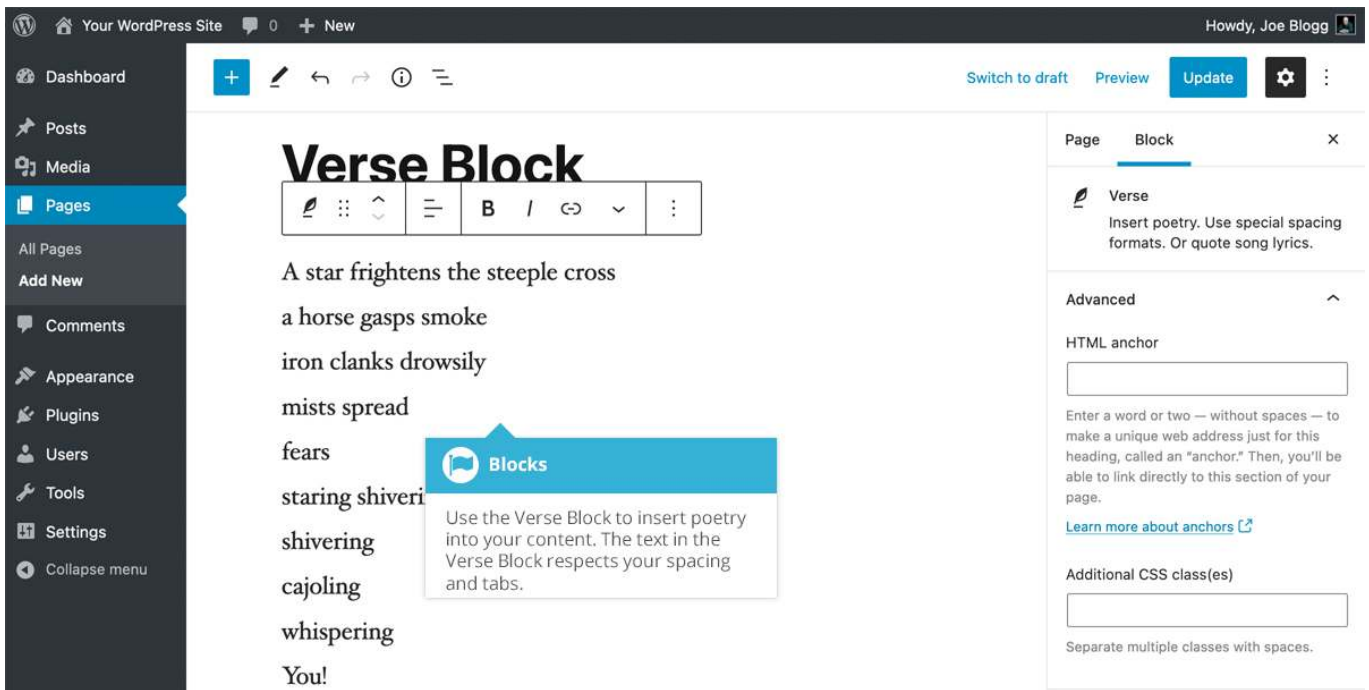 Your WordPress Site 0 + New Howdy, Joe Blogg
Dashboard
Posts
Media
Pages
All Pages
Add New
Comments
Appearance
Plugins
Users
Tools
Settings
Collapse menu
Switch to draft Preview Update
Verse Block
B I
A star frightens the steeple cross
a horse gasps smoke
iron clanks drowsily
mists spread
fears
staring
shivering
cajoling
whispering
You!
Blocks
Use the Verse Block to insert poetry
into your content. The text in the
Verse Block respects your spacing
and tabs.
Page Block
Verse
Insert poetry. Use special spacing
formats. Or quote song lyrics.
Advanced
HTML anchor
Enter a word or two — without spaces — to
make a unique web address just for this
heading, called an “anchor.” Then, you’ll be
able to link directly to this section of your
page.
Learn more about anchors
Additional CSS class(es)
Separate multiple classes with spaces.